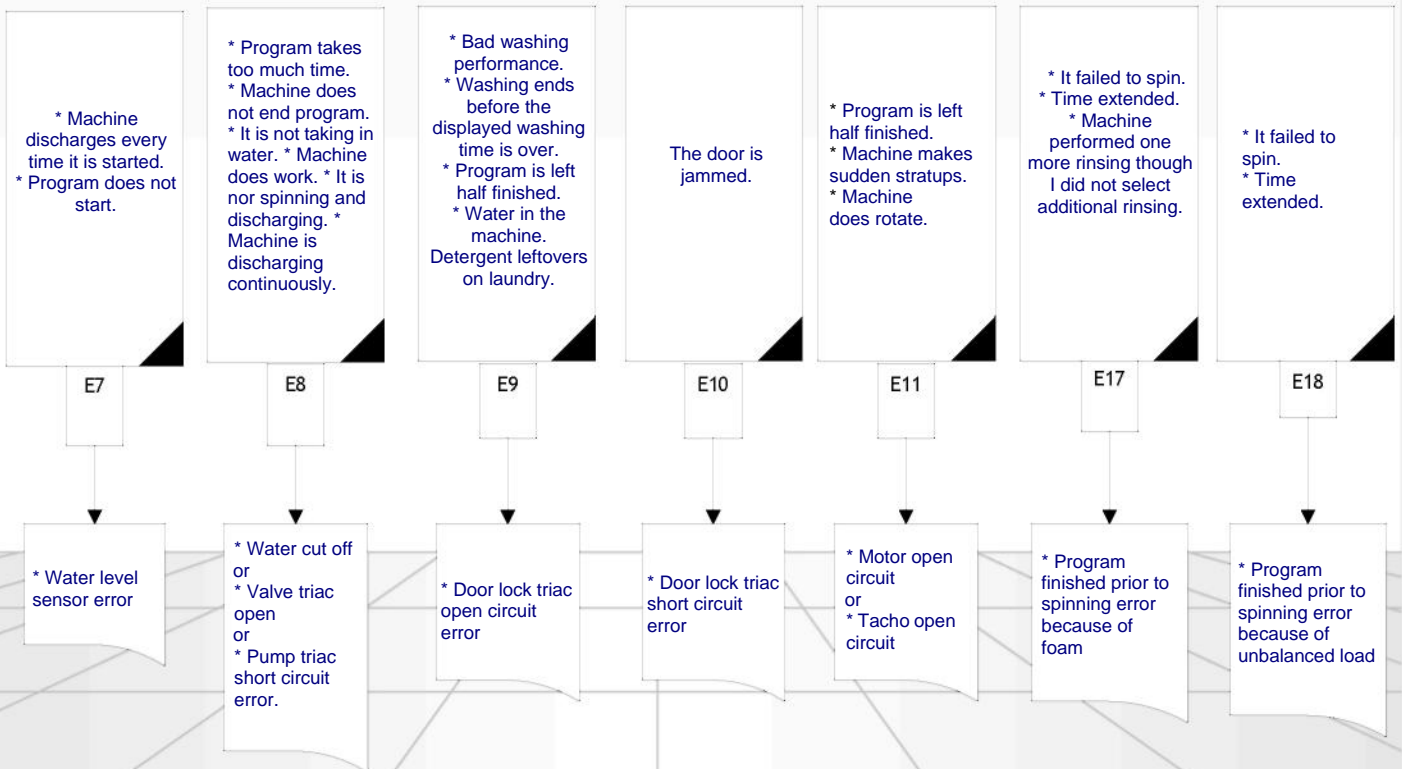 * Machine
discharges every
time it is started.
* Program does not
start.
* Program takes
too much time.
* Machine does
not end program.
* It is not taking in
water. * Machine
does work. * It is
nor spinning and
discharging. *
Machine is
discharging
continuously.
* Bad washing
performance.
* Washing ends
before the
displayed washing
time is over.
* Program is left
half finished.
* Water in the
machine.
Detergent leftovers
on laundry.
The door is
jammed.
* Program is left
half finished.
* Machine makes
sudden stratups.
* Machine
does rotate.
* It failed to spin.
* Time extended.
* Machine
performed one
more rinsing though
I did not select
additional rinsing.
* It failed to
spin.
* Time
extended.
E7
E8
E9
E10
E11
E17
E18
* Water level
sensor error
* Water cut off
or
* Valve triac
open
or
* Pump triac
short circuit
error.
* Door lock triac
open circuit
error
* Door lock triac
short circuit
error
* Motor open
circuit
or
* Tacho open
circuit
* Program
finished prior to
spinning error
because of
foam
* Program
finished prior to
spinning error
because of
unbalanced load